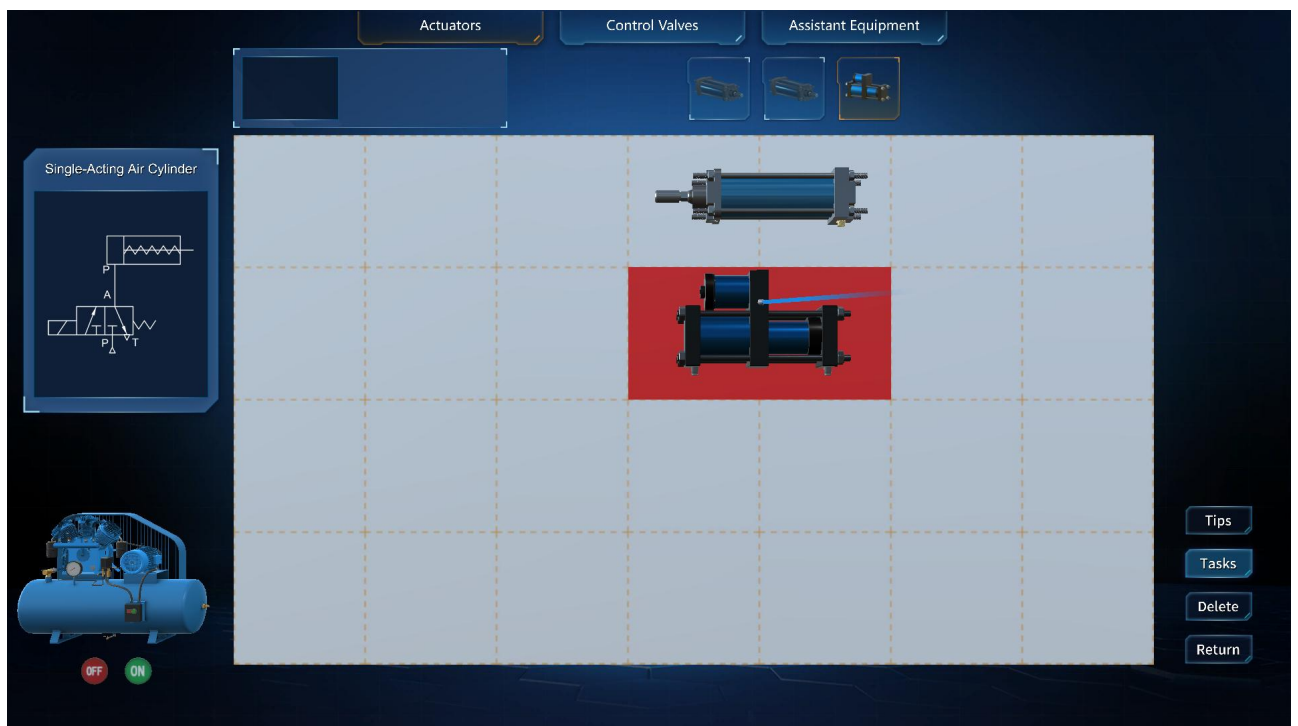 Actuators
Control Valves
Assistant Equipment
Single-Acting Air Cylinder
P
A
P
T
Tips
Tasks
Delete
Return
OFF
ON